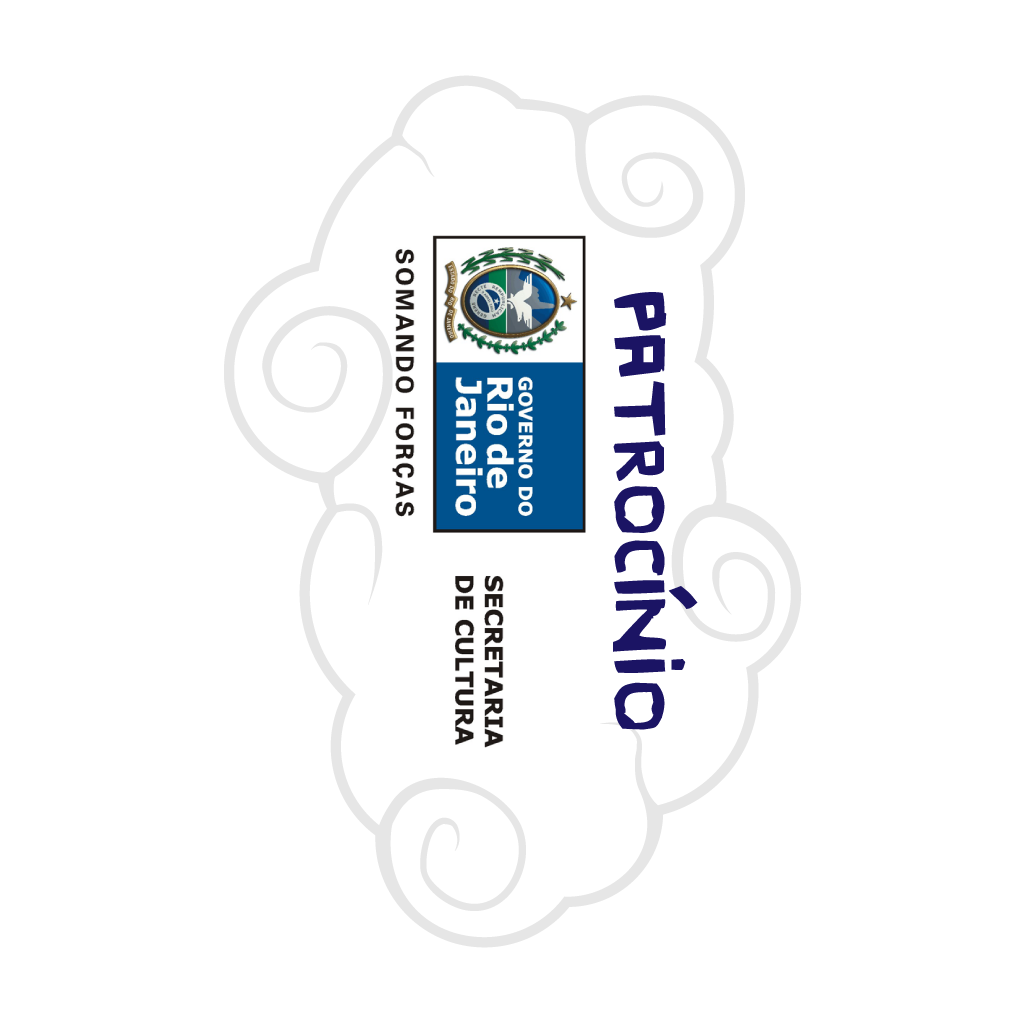 PATROCÍNIO
GOVERNO DO
Rio de
Janeiro
SECRETARIA
DE CULTURA
SOMANDO FORÇAS